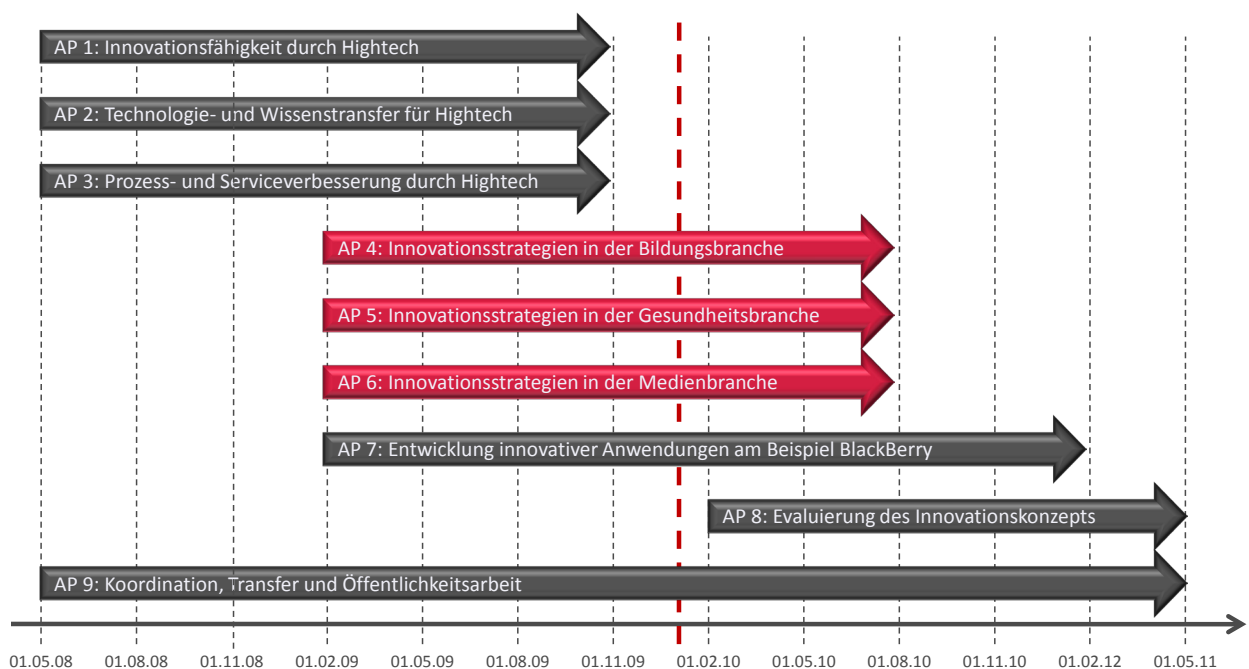 AP 1: Innovationsfähigkeit durch Hightech
AP 2: Technologie- und Wissenstransfer für Hightech
AP 3: Prozess- und Serviceverbesserung durch Hightech
AP 4: Innovationsstrategien in der Bildungsbranche
AP 5: Innovationsstrategien in der Gesundheitsbranche
AP 6: Innovationsstrategien in der Medienbranche
AP 7: Entwicklung innovativer Anwendungen am Beispiel BlackBerry
AP 8: Evaluierung des Innovationskonzepts
AP 9: Koordination, Transfer und Öffentlichkeitsarbeit
01.05.08 01.08.08 01.11.08 01.02.09 01.05.09 01.08.09 01.11.09 01.02.10 01.05.10 01.08.10 01.11.10 01.02.12 01.05.11